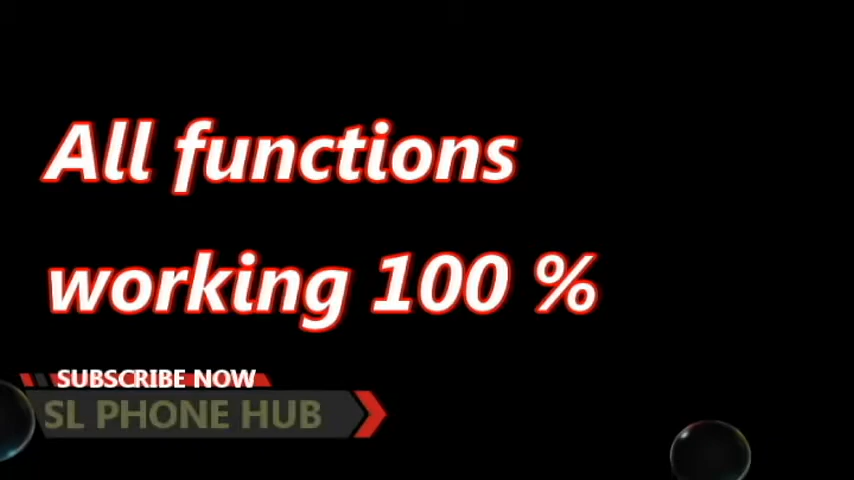 All functions
working 100 %
SUBSCRIBE NOW
SL PHONE HUB